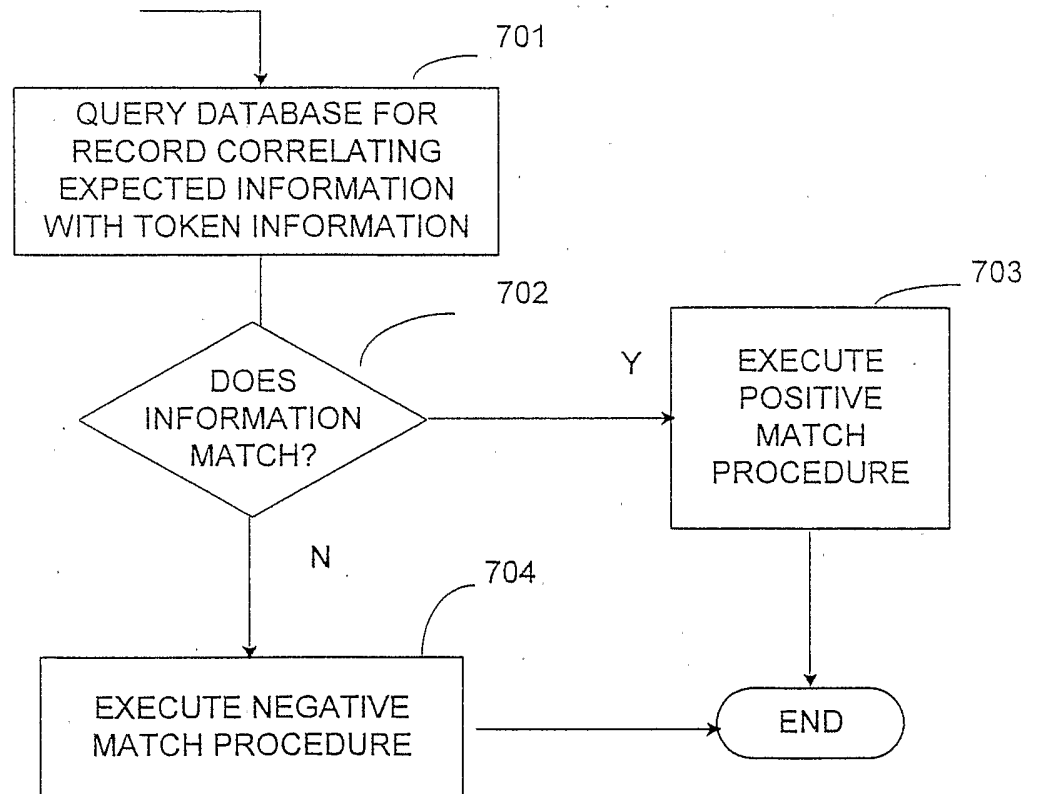 701
QUERY DATABASE FOR
RECORD CORRELATING
EXPECTED INFORMATION
WITH TOKEN INFORMATION
702
DOES
INFORMATION
MATCH?
Y
703
EXECUTE
POSITIVE
MATCH
PROCEDURE
N
704
EXECUTE NEGATIVE
MATCH PROCEDURE
END